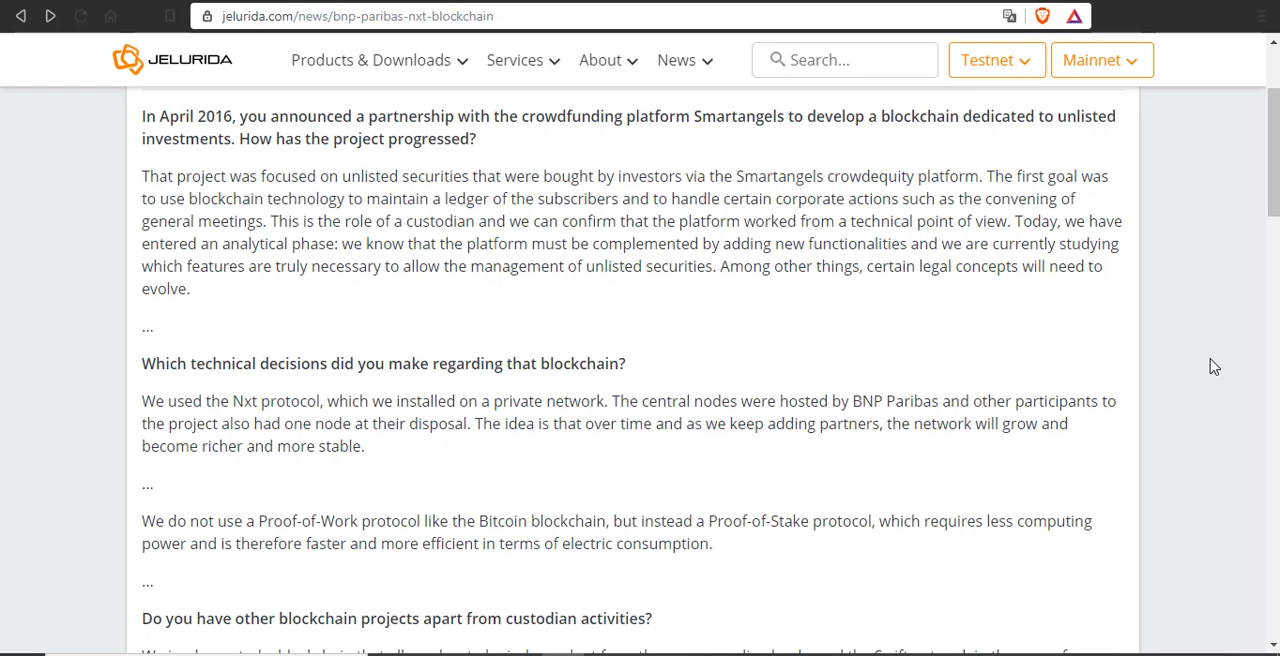 jelurida.com/news/bnp-paribas-nxt-blockchain
JELURIDA Products & Downloads Services About News Search... Testnet Mainnet
In April 2016, you announced a partnership with the crowdfunding platform Smartangels to develop a blockchain dedicated to unlisted
investments. How has the project progressed?
That project was focused on unlisted securities that were bought by investors via the Smartangels crowdequity platform. The first goal was
to use blockchain technology to maintain a ledger of the subscribers and to handle certain corporate actions such as the convening of
general meetings. This is the role of a custodian and we can confirm that the platform worked from a technical point of view. Today, we have
entered an analytical phase: we know that the platform must be complemented by adding new functionalities and we are currently studying
which features are truly necessary to allow the management of unlisted securities. Among other things, certain legal concepts will need to
evolve.
...
Which technical decisions did you make regarding that blockchain?
We used the Nxt protocol, which we installed on a private network. The central nodes were hosted by BNP Paribas and other participants to
the project also had one node at their disposal. The idea is that over time and as we keep adding partners, the network will grow and
become richer and more stable.
...
We do not use a Proof-of-Work protocol like the Bitcoin blockchain, but instead a Proof-of-Stake protocol, which requires less computing
power and is therefore faster and more efficient in terms of electric consumption.
...
Do you have other blockchain projects apart from custodian activities?